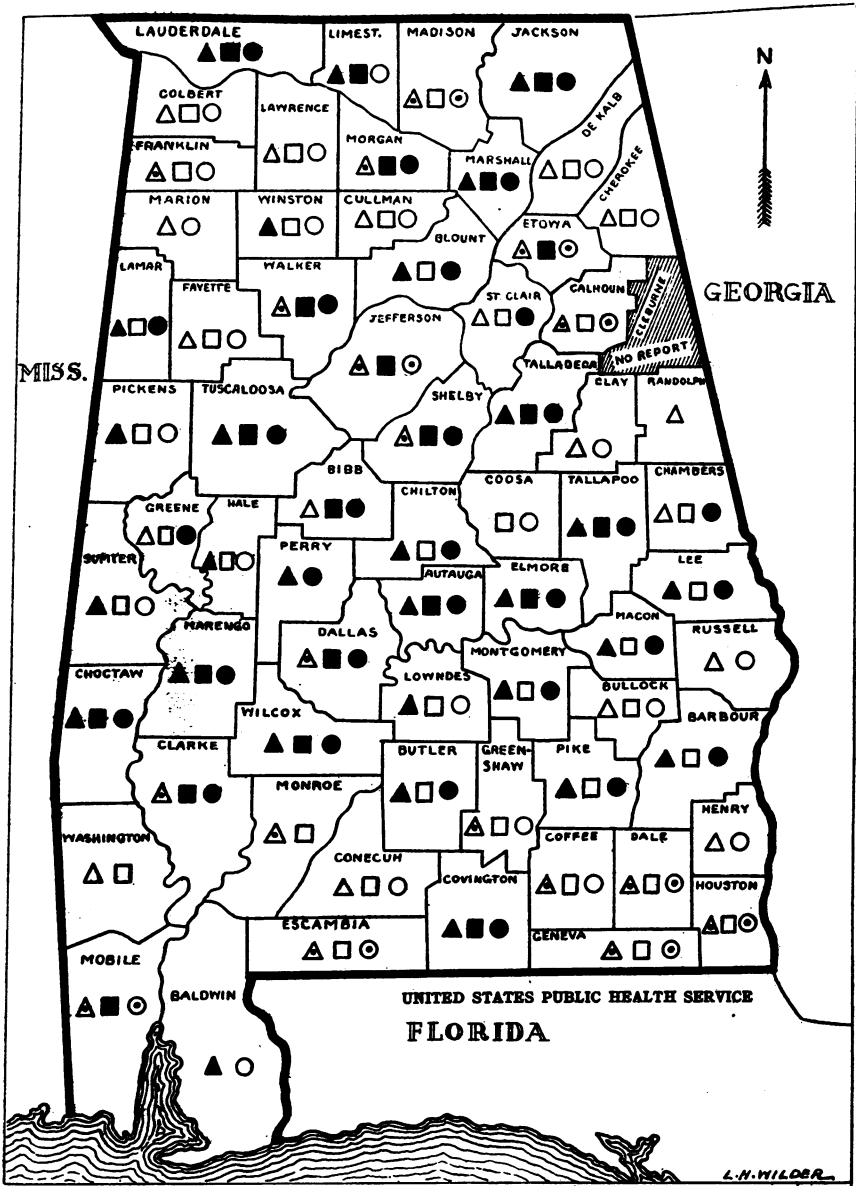 LAUDERDALE
LIMEST.
MADISON
JACKSON
N
COLBERT
LAWRENCE
DE KALB
FRANKLIN
MORGAN
MARSHALL
CHEROKEE
MARION
WINSTON
CULLMAN
ETOWA
BLOUNT
LAMAR
WALKER
FAYETTE
ST. CLAIR
CALHOUN
CLEBURNE
NO REPORT
GEORGIA
JEFFERSON
MISS.
TALLADEGA
PICKENS
TUSCALOOSA
SHELBY
CLAY
RANDOLPH
BIBB
COOSA
TALLAPOO
CHAMBERS
GREENE
HALE
CHILTON
SUPITER
PERRY
AUTAUGA
ELMORE
LEE
MARENGO
DALLAS
MACON
RUSSELL
MONTGOMERY
CHOCTAW
LOWNDES
BULLOCK
WILCOX
BARBOUR
CLARKE
BUTLER
GREEN-
SHAW
PIKE
MONROE
HENRY
WASHINGTON
COFFEE
DALE
CONECUH
COVINGTON
HOUSTON
ESCAMBIA
GENEVA
MOBILE
BALDWIN
UNITED STATES PUBLIC HEALTH SERVICE
FLORIDA
L.H.WILDER